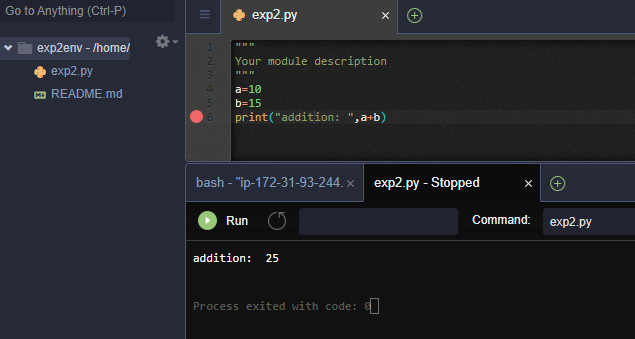 Go to Anything (Ctrl-P)
exp2env - /home/
exp2.py
README.md
exp2.py
1 """
2 Your module description
3 """
4 a=10
5 b=15
6 print("addition: ",a+b)
bash - "ip-172-31-93-244.
exp2.py - Stopped
Run
Command:
exp2.py
addition:  25
Process exited with code: 0